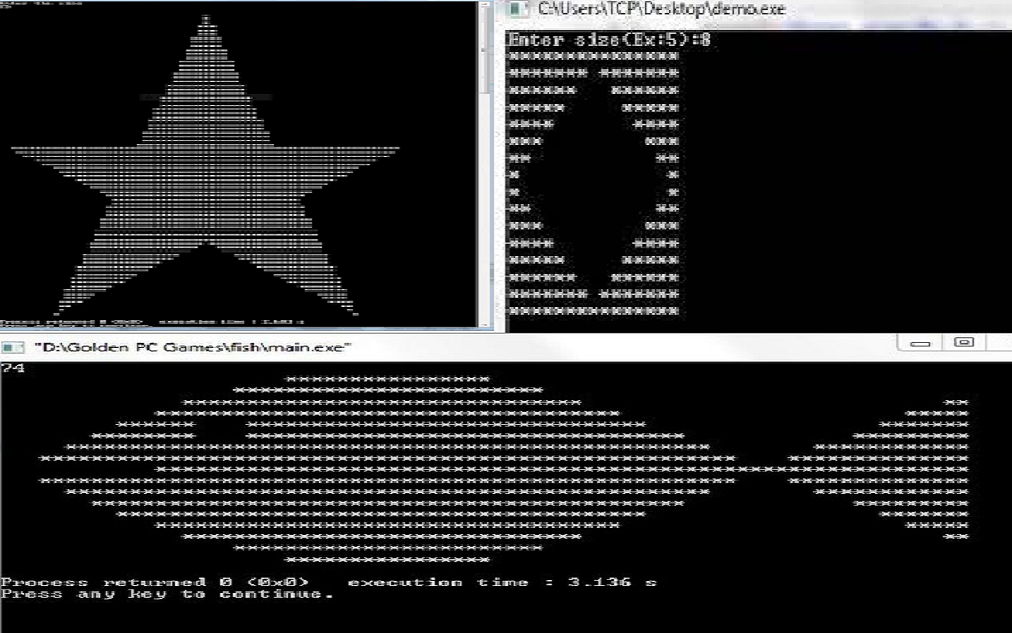 C:\Users\TCP\Desktop\demo.exe
Enter size(Ex:5):8
"D:\Golden PC Games\fish\main.exe"
24
Process returned 0 (0x0)   execution time : 3.136 s
Press any key to continue.